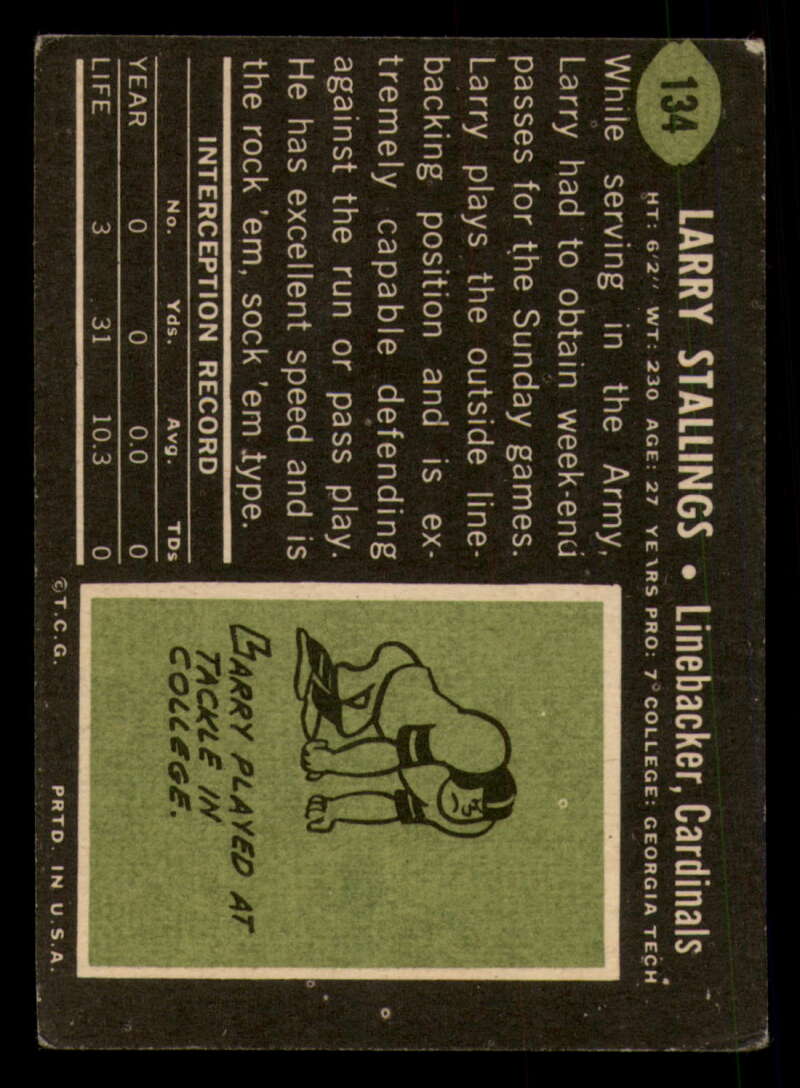 134
LARRY STALLINGS • Linebacker, Cardinals
HT: 6'2" WT: 230 AGE: 27 YEARS PRO: 7 COLLEGE: GEORGIA TECH
While serving in the Army,
Larry had to obtain week-end
passes for the Sunday games.
Larry plays the outside line-
backing position and is ex-
tremely capable defending
against the run or pass play.
He has excellent speed and is
the rock 'em, sock 'em type.
INTERCEPTION RECORD
No. Yds. Avg. TDs
YEAR 0 0 0.0 0
LIFE 3 31 10.3 0
LARRY PLAYED AT
TACKLE IN
COLLEGE.
©T.C.G. PRTD. IN U.S.A.